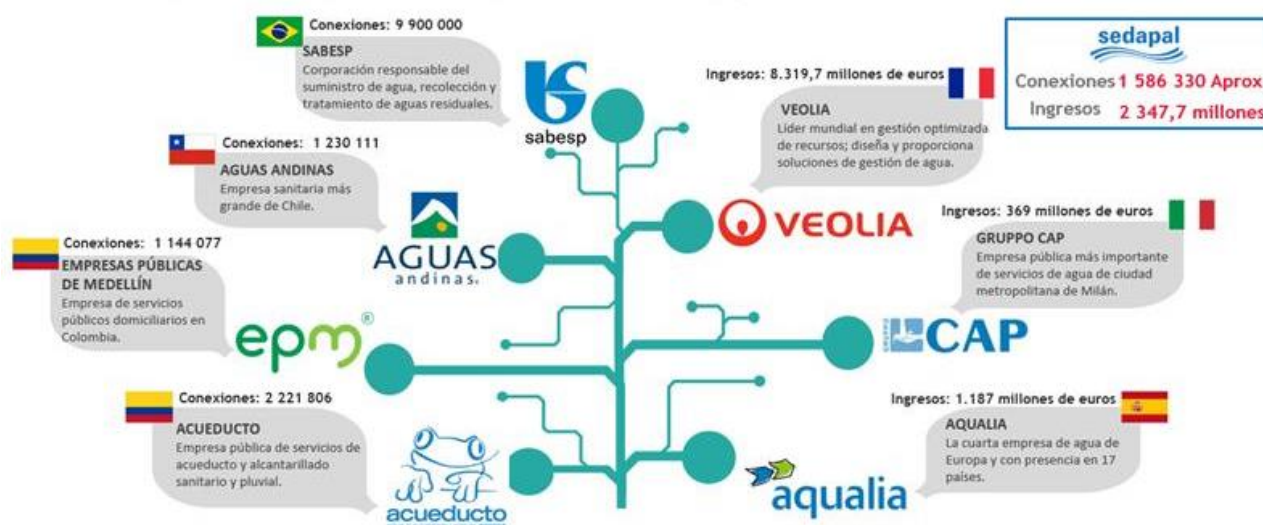 Conexiones: 9 900 000
SABESP
Corporación responsable del
suministro de agua, recolección y
tratamiento de aguas residuales.
sabesp
Ingresos: 8.319,7 millones de euros
VEOLIA
Líder mundial en gestión optimizada
de recursos; diseña y proporciona
soluciones de gestión de agua.
VEOLIA
sedapal
Conexiones 1 586 330 Aprox
Ingresos 2 347,7 millones
Conexiones: 1 230 111
AGUAS ANDINAS
Empresa sanitaria más
grande de Chile.
AGUAS
andinas.
Ingresos: 369 millones de euros
GRUPPO CAP
Empresa pública más importante
de servicios de agua de ciudad
metropolitana de Milán.
CAP
Conexiones: 1 144 077
EMPRESAS PÚBLICAS
DE MEDELLÍN
Empresa de servicios
públicos domiciliarios en
Colombia.
epm®
Conexiones: 2 221 806
ACUEDUCTO
Empresa pública de servicios de
acueducto y alcantarillado
sanitario y pluvial.
acueducto
Ingresos: 1.187 millones de euros
AQUALIA
La cuarta empresa de agua de
Europa y con presencia en 17
países.
aqualia